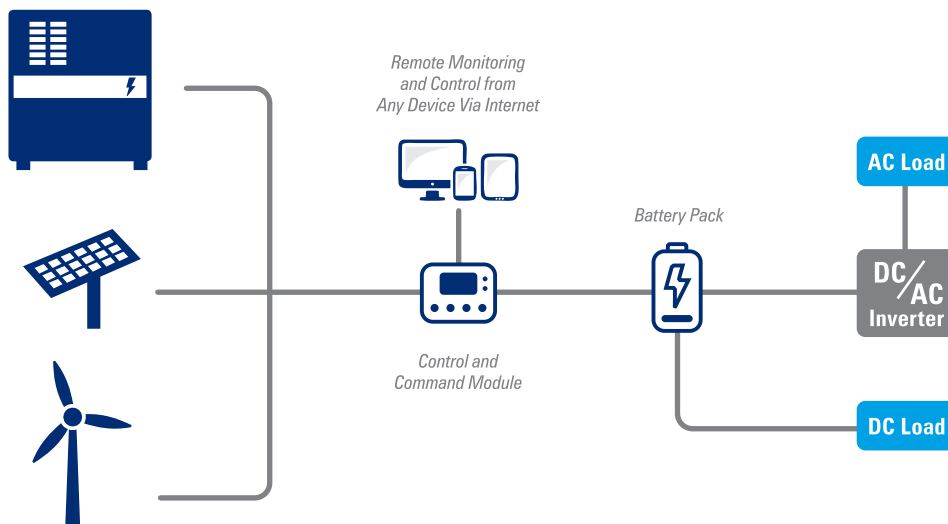 Remote Monitoring
and Control from
Any Device Via Internet
AC Load
Battery Pack
DC/AC
Inverter
Control and
Command Module
DC Load